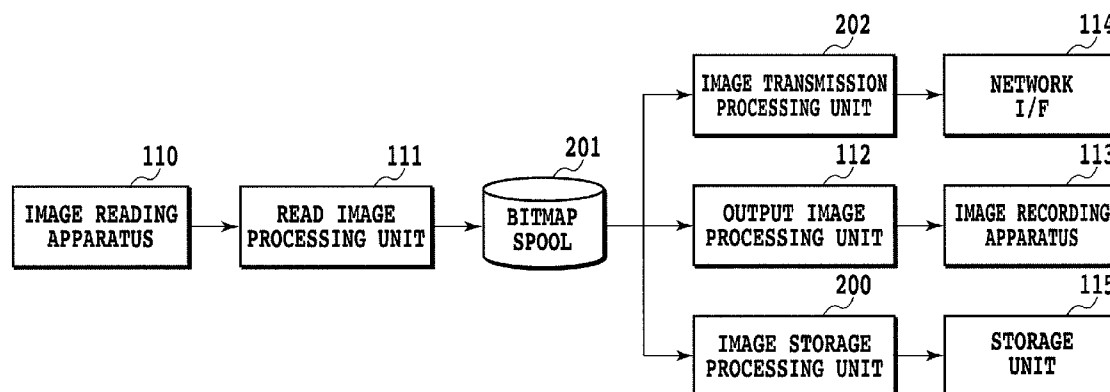 202
114
IMAGE TRANSMISSION
PROCESSING UNIT
NETWORK
I/F
110
111
201
112
113
IMAGE READING
APPARATUS
READ IMAGE
PROCESSING UNIT
BITMAP
SPOOL
OUTPUT IMAGE
PROCESSING UNIT
IMAGE RECORDING
APPARATUS
200
115
IMAGE STORAGE
PROCESSING UNIT
STORAGE
UNIT